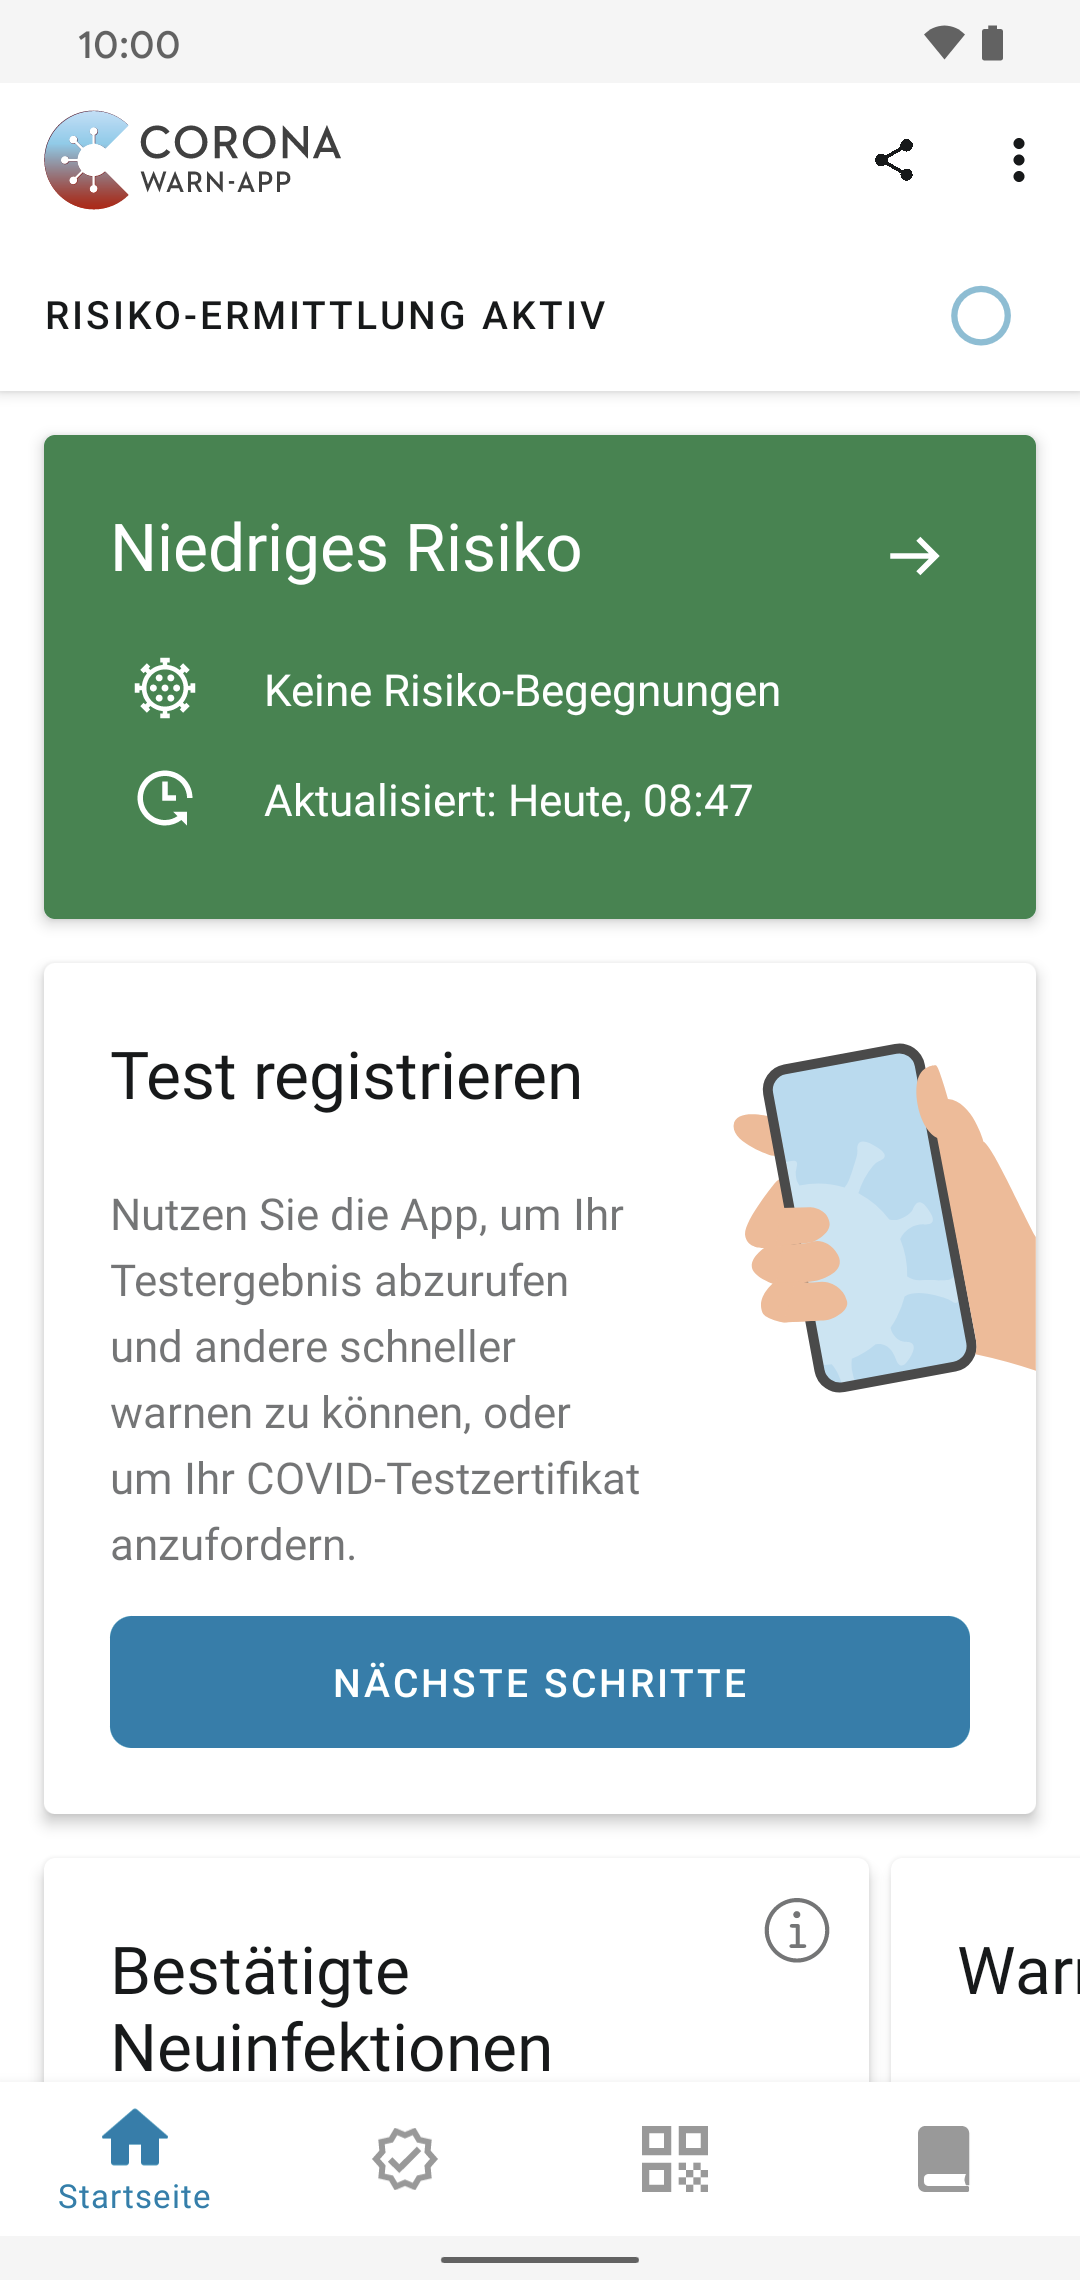 10:00
CORONA
WARN-APP
RISIKO-ERMITTLUNG AKTIV
Niedriges Risiko
Keine Risiko-Begegnungen
Aktualisiert: Heute, 08:47
Test registrieren
Nutzen Sie die App, um Ihr
Testergebnis abzurufen
und andere schneller
warnen zu können, oder
um Ihr COVID-Testzertifikat
anzufordern.
NÄCHSTE SCHRITTE
Bestätigte
Neuinfektionen
Startseite